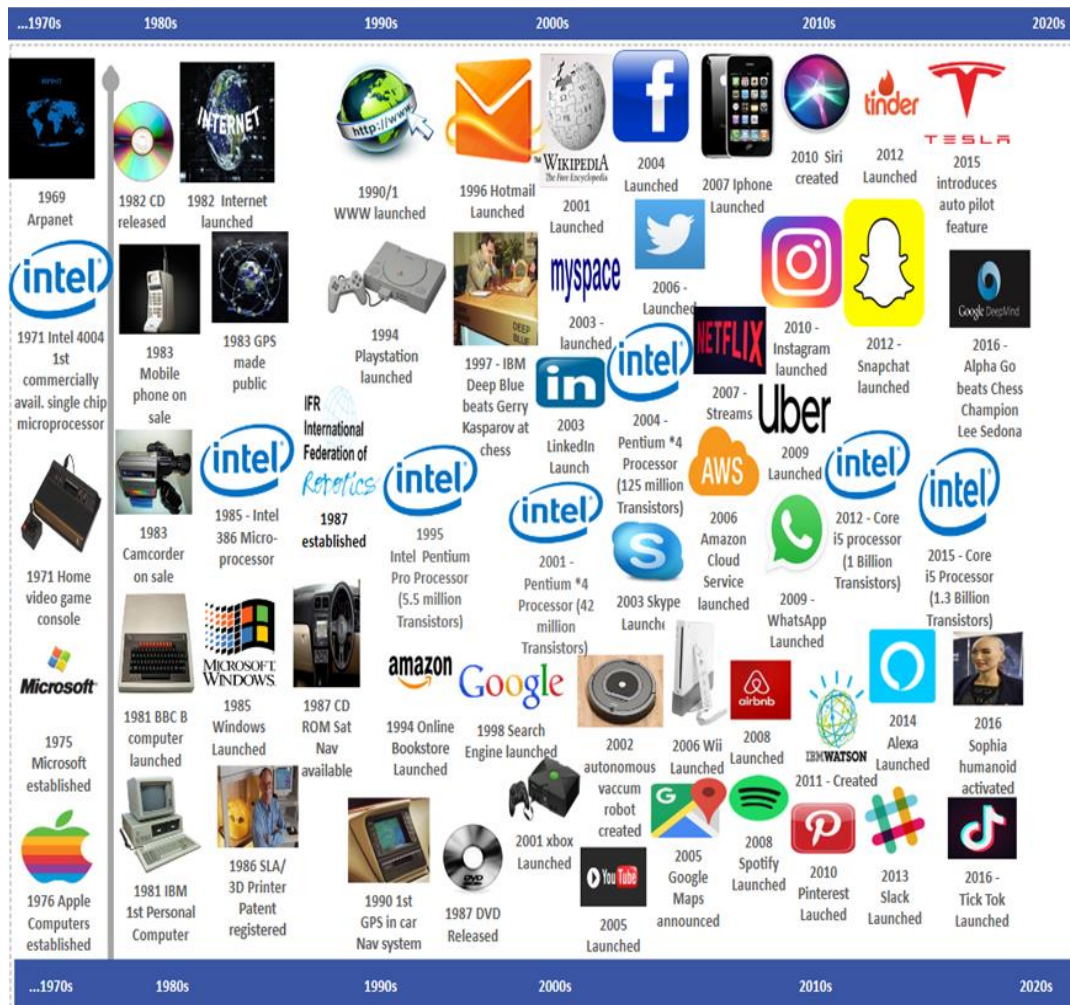 ...1970s 1980s 1990s 2000s 2010s 2020s
1969
Arpanet
INTERNET
1982 CD
released
1982 Internet
launched
http://www.
1990/1
WWW launched
TM
1996 Hotmail
Launched
WIKIPEDIA
The Free Encyclopedia
2001
Launched
f
2004
Launched
2007 Iphone
Launched
2010 Siri
created
tinder
2012
Launched
TESLA
2015
introduces
auto pilot
feature
intel
1971 Intel 4004
1st
commercially
avail. single chip
microprocessor
1983
Mobile
phone on
sale
1983 GPS
made
public
1994
Playstation
launched
DEEP
BLUE
1997 - IBM
Deep Blue
beats Gerry
Kasparov at
chess
myspace
2003 -
launched
2006 -
Launched
2010 -
Instagram
launched
2012 -
Snapchat
launched
Google DeepMind
2016 -
Alpha Go
beats Chess
Champion
Lee Sedona
in
2003
LinkedIn
Launch
intel
2004 -
Pentium *4
Processor
(125 million
Transistors)
NETFLIX
2007 -
Streams
Uber
2009
Launched
1971 Home
video game
console
1983
Camcorder
on sale
intel
1985 - Intel
386 Micro-
processor
IFR
International
Federation of
Robotics
1987
established
intel
1995
Intel Pentium
Pro Processor
(5.5 million
Transistors)
intel
2001 -
Pentium *4
Processor (42
million
Transistors)
S
2003 Skype
Launche
AWS
2006
Amazon
Cloud
Service
launched
2009 -
WhatsApp
Launched
intel
2012 - Core
i5 processor
(1 Billion
Transistors)
intel
2015 - Core
i5 Processor
(1.3 Billion
Transistors)
Microsoft
1975
Microsoft
established
1981 BBC B
computer
launched
MICROSOFT
WINDOWS
1985
Windows
Launched
1987 CD
ROM Sat
Nav
available
amazon
1994 Online
Bookstore
Launched
Google
1998 Search
Engine launched
2002
autonomous
vaccum
robot
created
2006 Wii
Launched
airbnb
2008
Launched
IBMWATSON
2011 - Created
2014
Alexa
Launched
2016
Sophia
humanoid
activated
1976 Apple
Computers
established
1981 IBM
1st Personal
Computer
1986 SLA/
3D Printer
Patent
registered
1990 1st
GPS in car
Nav system
DVD
1987 DVD
Released
2001 xbox
Launched
You Tube
2005
Launched
G
2005
Google
Maps
announced
2008
Spotify
Launched
2010
Pinterest
Lauched
2013
Slack
Launched
2016 -
Tick Tok
Launched
...1970s 1980s 1990s 2000s 2010s 2020s